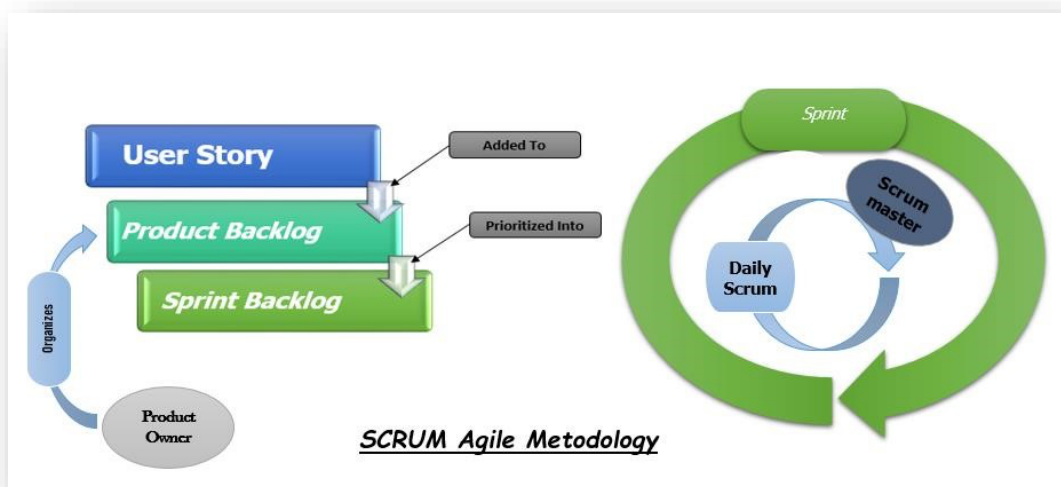 User Story
Added To
Product Backlog
Prioritized Into
Sprint Backlog
Organizes
Product
Owner
SCRUM Agile Metodology
Sprint
Scrum
master
Daily
Scrum